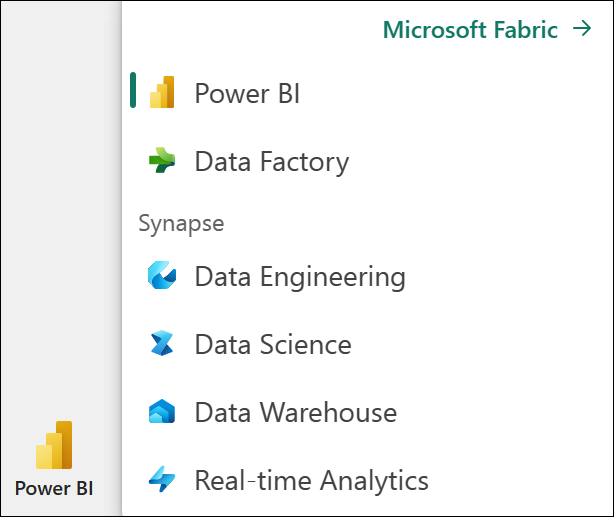 Microsoft Fabric →
Power BI
Data Factory
Synapse
Data Engineering
Data Science
Data Warehouse
Real-time Analytics
Power BI